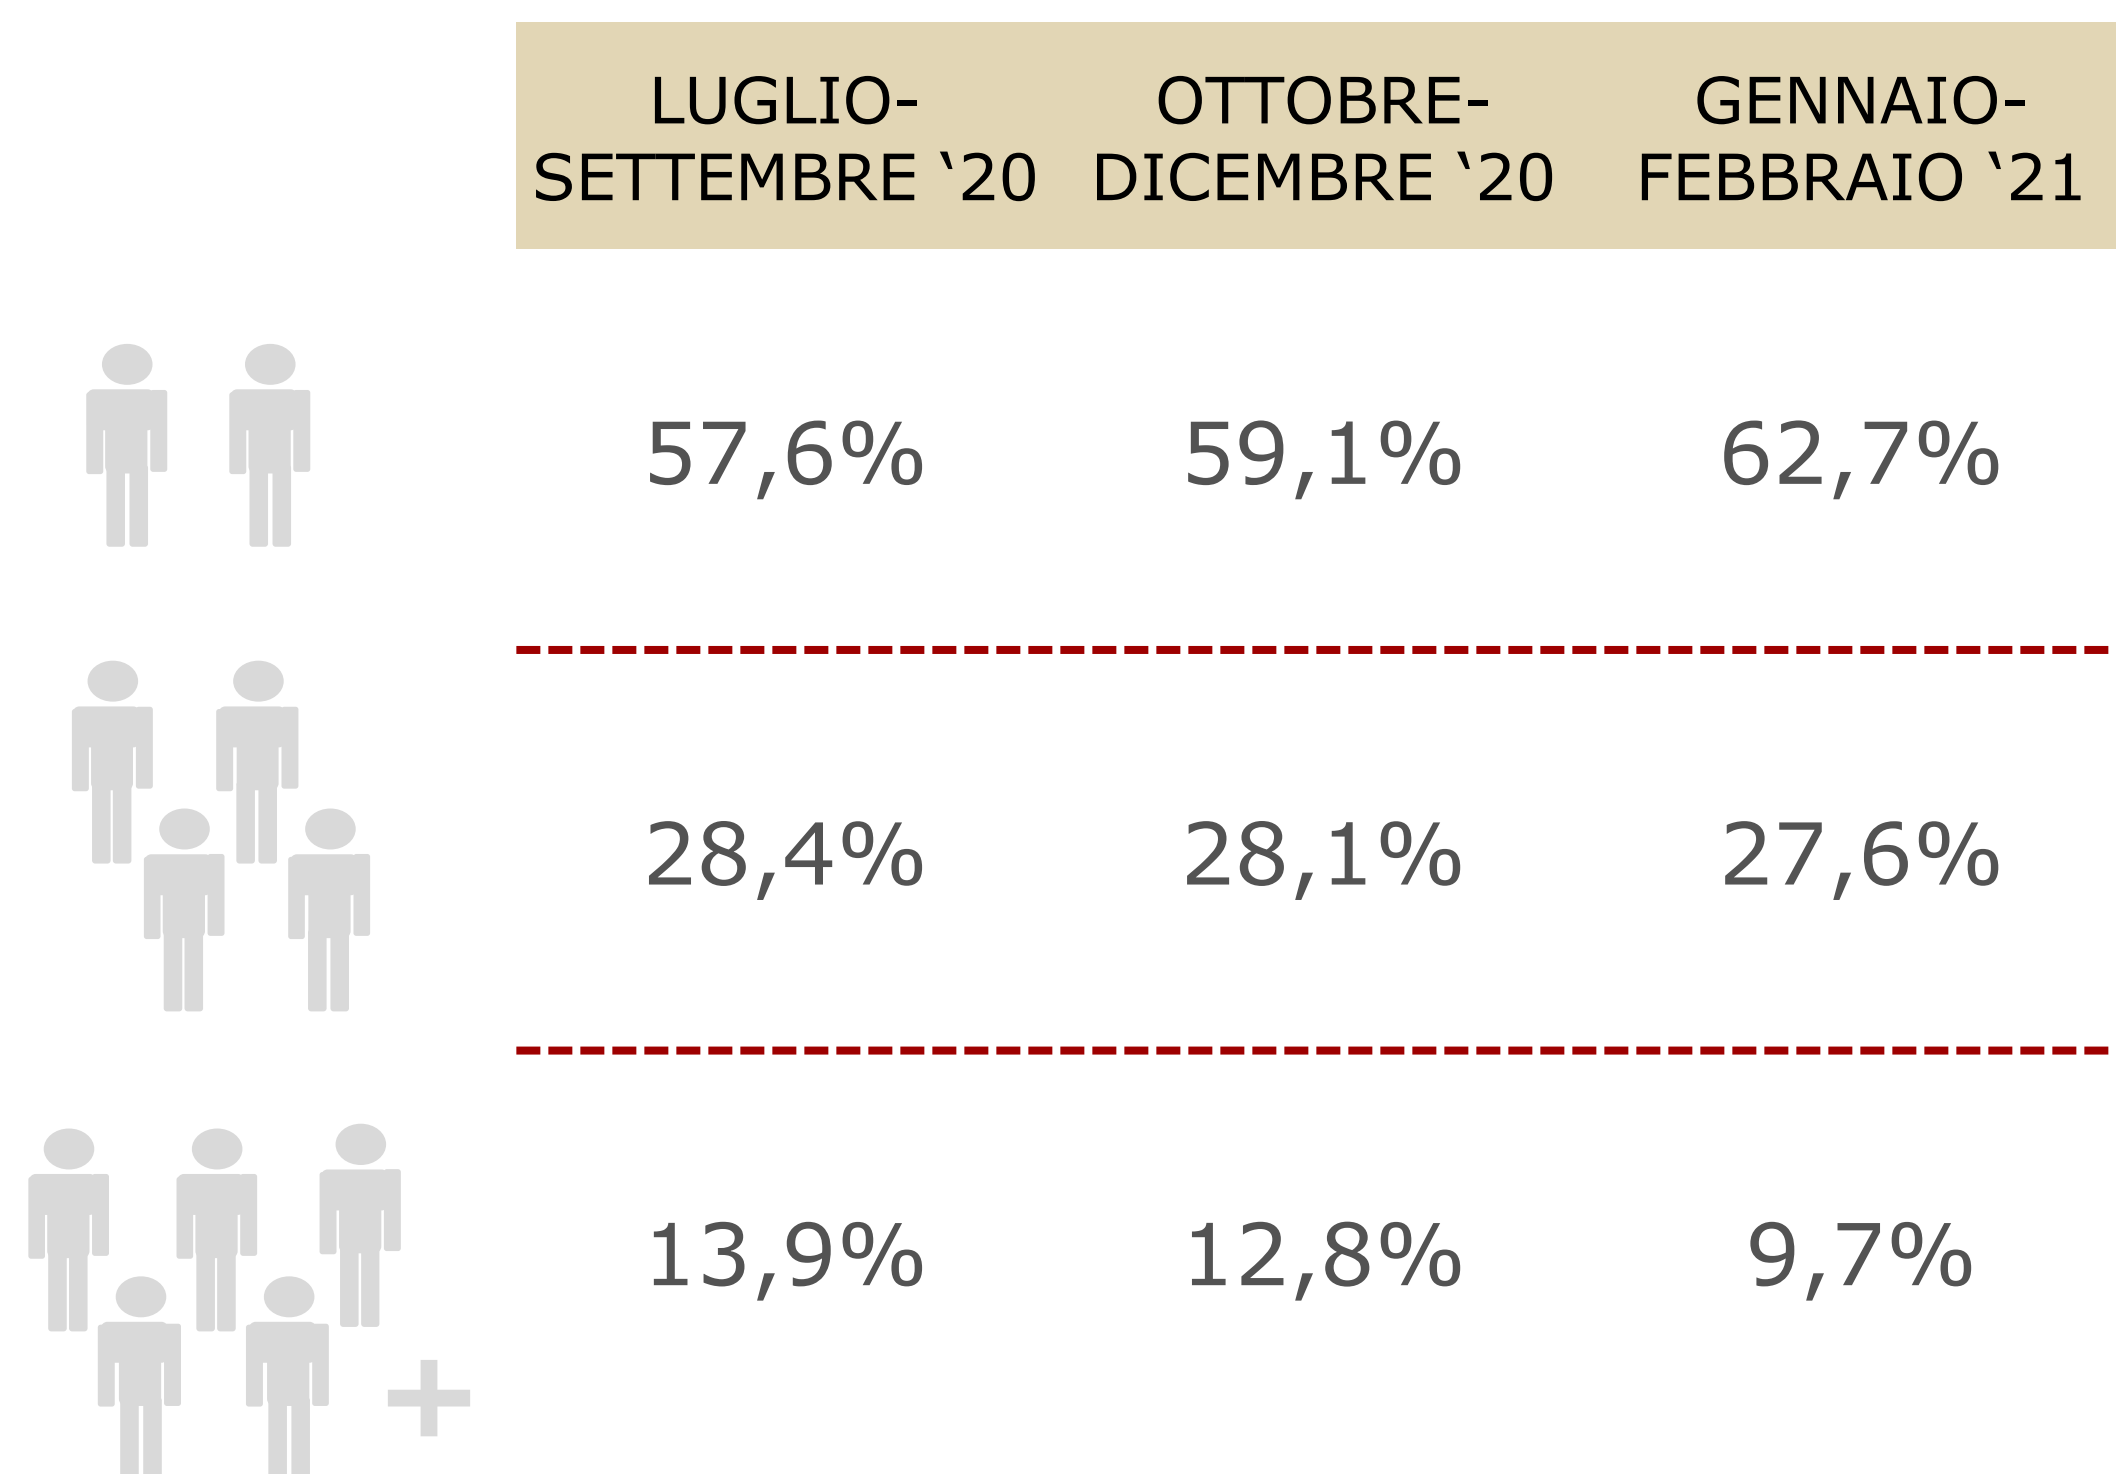 LUGLIO-
SETTEMBRE ‘20
OTTOBRE-
DICEMBRE ‘20
GENNAIO-
FEBBRAIO ‘21
57,6% 59,1% 62,7%
28,4% 28,1% 27,6%
13,9% 12,8% 9,7%
+